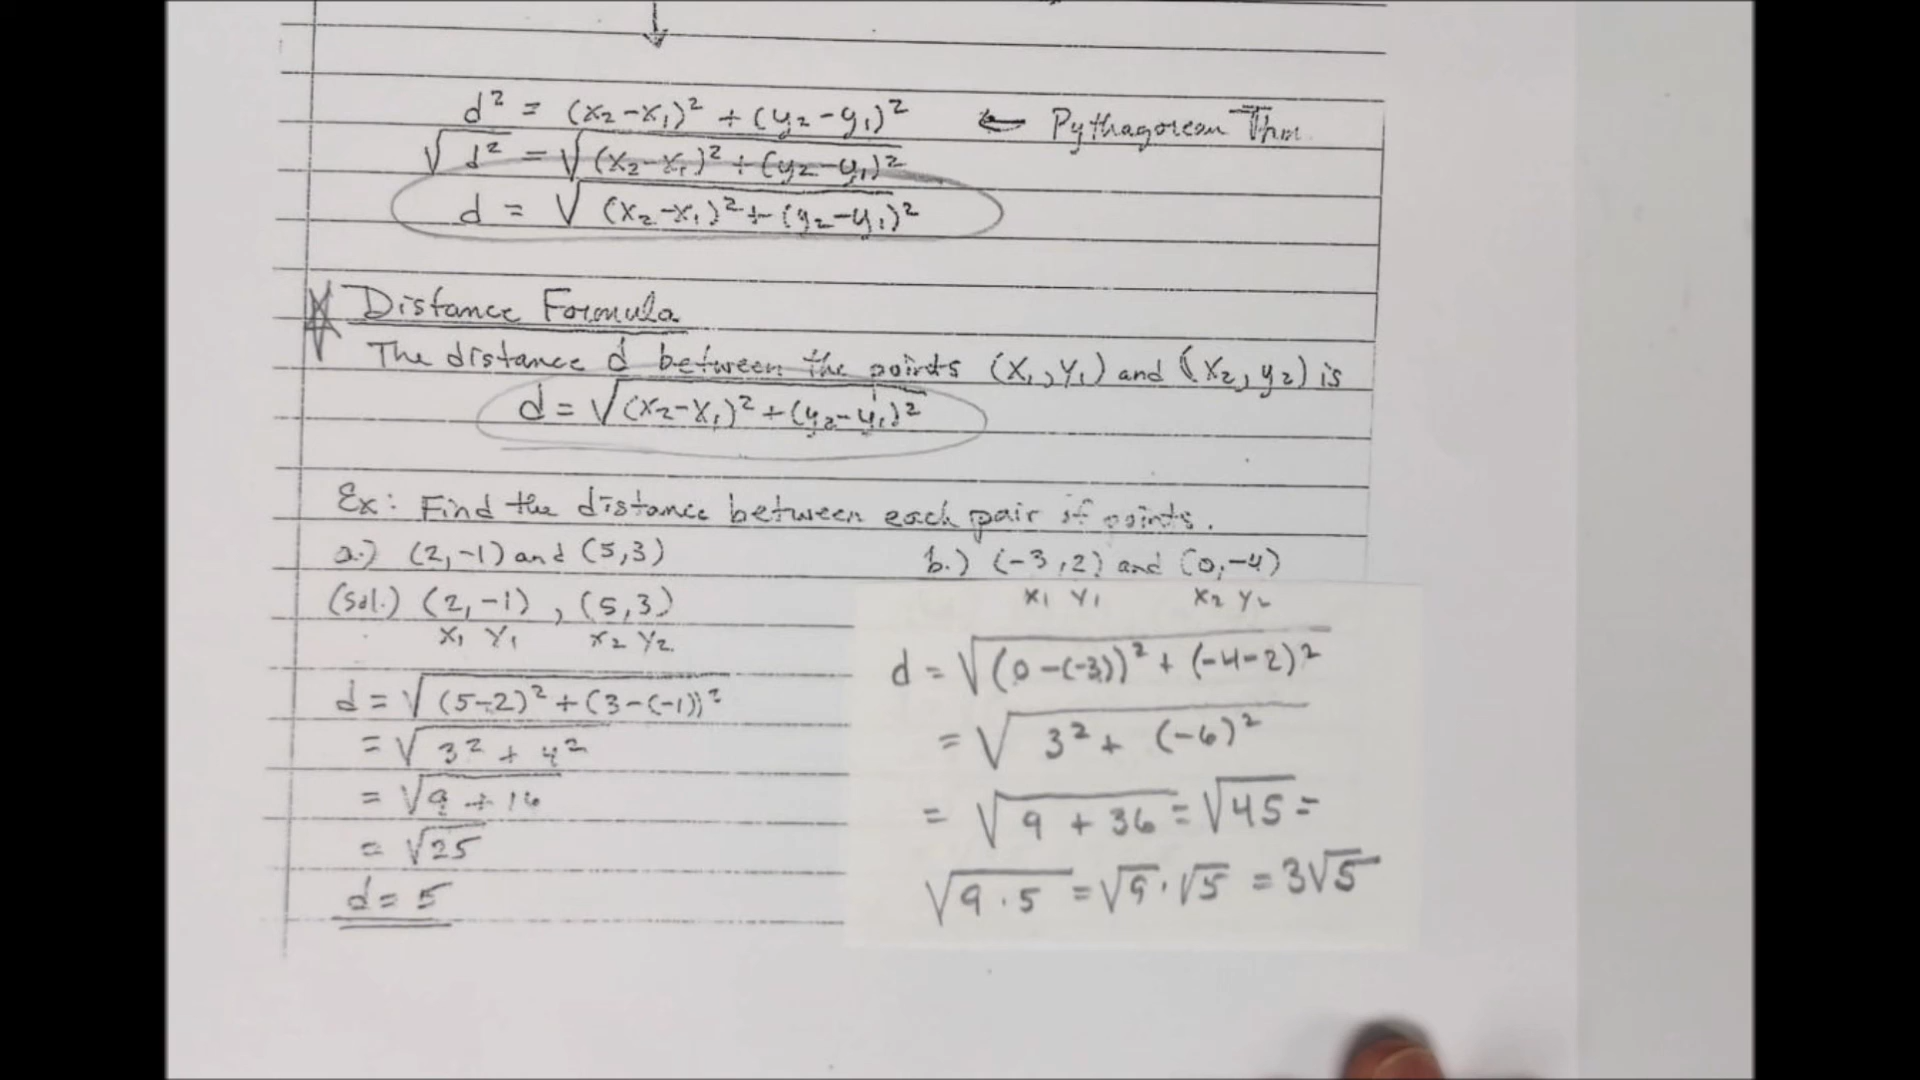 d² = (x₂-x₁)² + (y₂-y₁)² ← Pythagorean Thm.
√d² = √(x₂-x₁)² + (y₂-y₁)²
d = √(x₂-x₁)² + (y₂-y₁)²
Distance Formula
The distance d between the points (x₁, y₁) and (x₂, y₂) is
d = √(x₂-x₁)² + (y₂-y₁)²
Ex: Find the distance between each pair of points.
a.) (2,-1) and (5,3)
(Sol.) (2,-1), (5,3)
x₁ y₁ x₂ y₂
d = √(5-2)² + (3-(-1))²
= √3² + 4²
= √9 + 16
= √25
d = 5
b.) (-3,2) and (0,-4)
x₁ y₁ x₂ y₂
d = √(0-(-3))² + (-4-2)²
= √3² + (-6)²
= √9 + 36 = √45 =
√9·5 = √9·√5 = 3√5